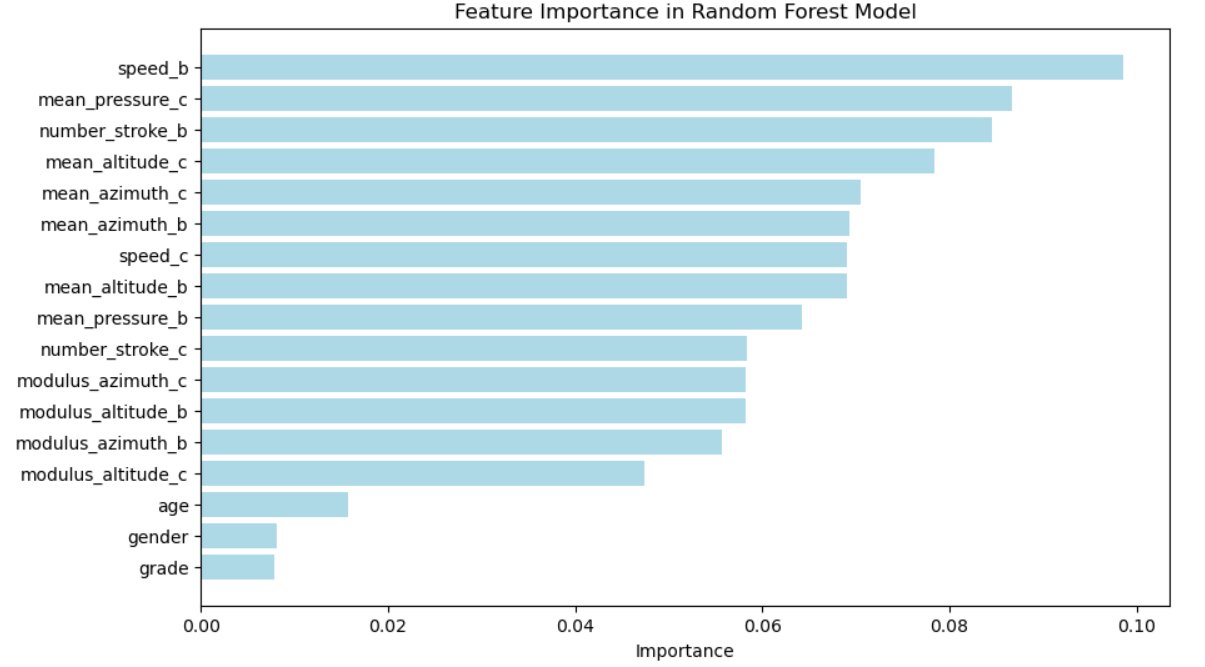 Feature Importance in Random Forest Model
speed_b
mean_pressure_c
number_stroke_b
mean_altitude_c
mean_azimuth_c
mean_azimuth_b
speed_c
mean_altitude_b
mean_pressure_b
number_stroke_c
modulus_azimuth_c
modulus_altitude_b
modulus_azimuth_b
modulus_altitude_c
age
gender
grade
0.00 0.02 0.04 0.06 0.08 0.10
Importance